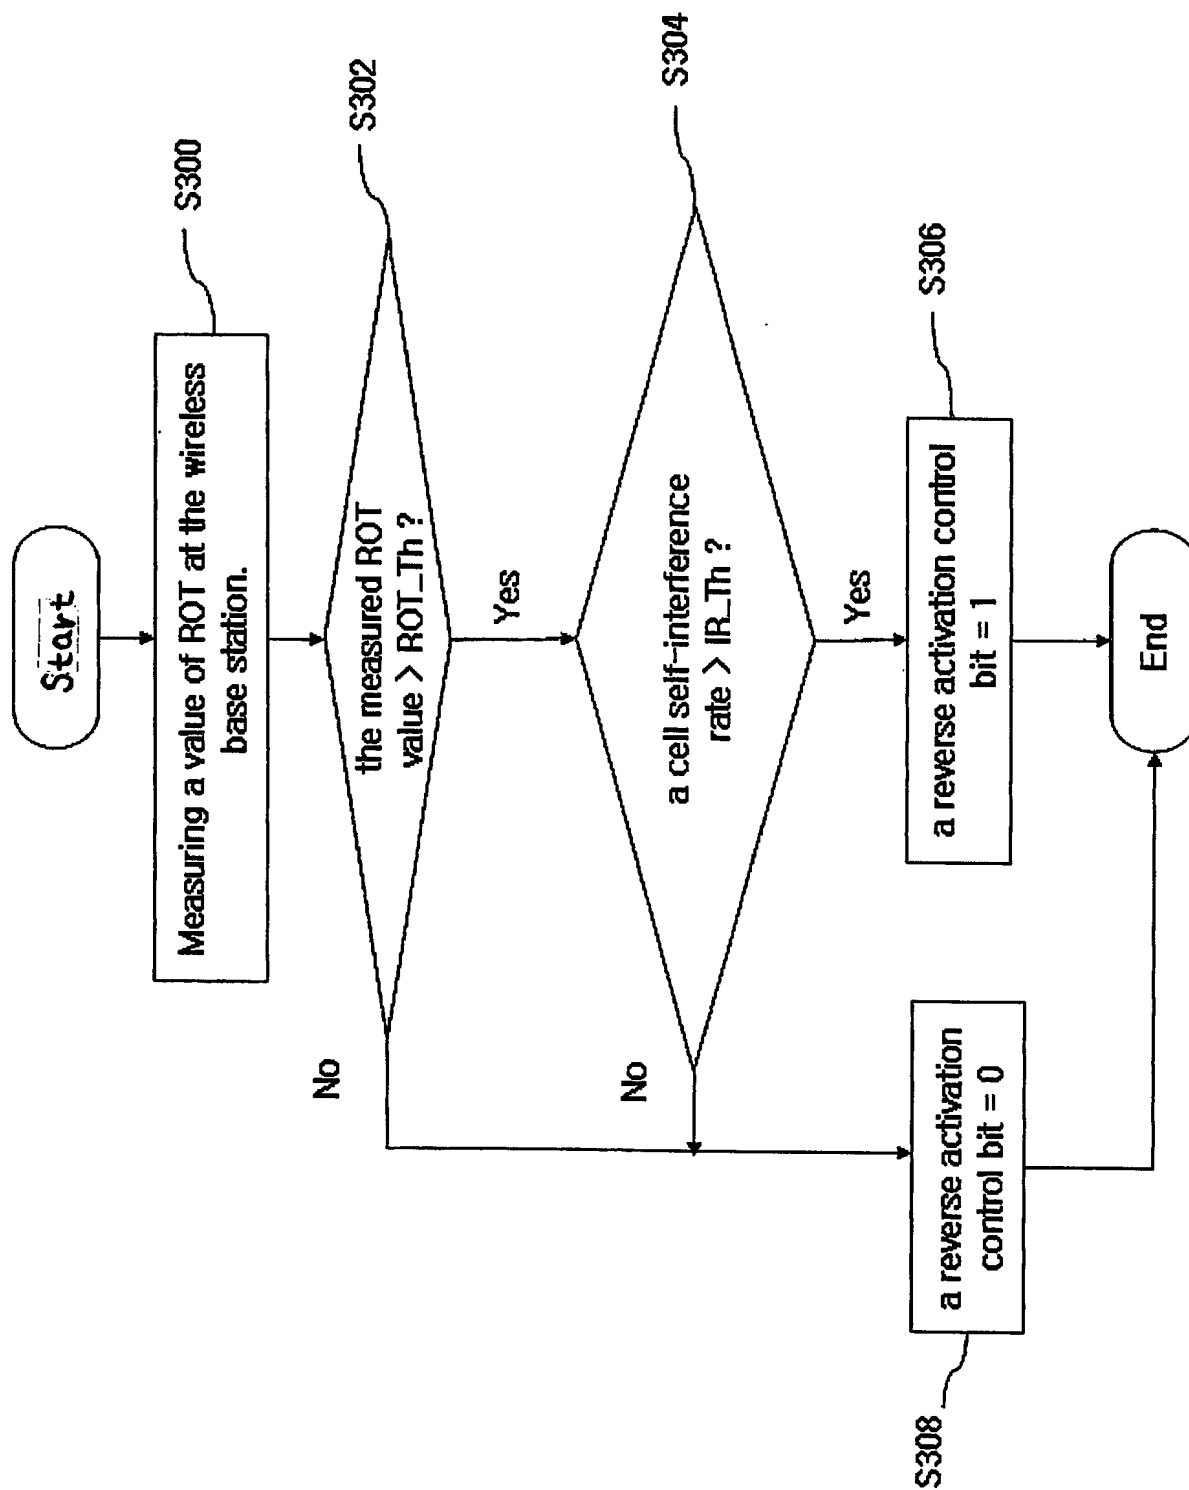 Start
Measuring a value of ROT at the wireless
base station.
S300
the measured ROT
value > ROT_Th ?
S302
No
Yes
a cell self-interference
rate > IR_Th ?
S304
No
Yes
a reverse activation control
bit = 1
S306
a reverse activation
control bit = 0
S308
End